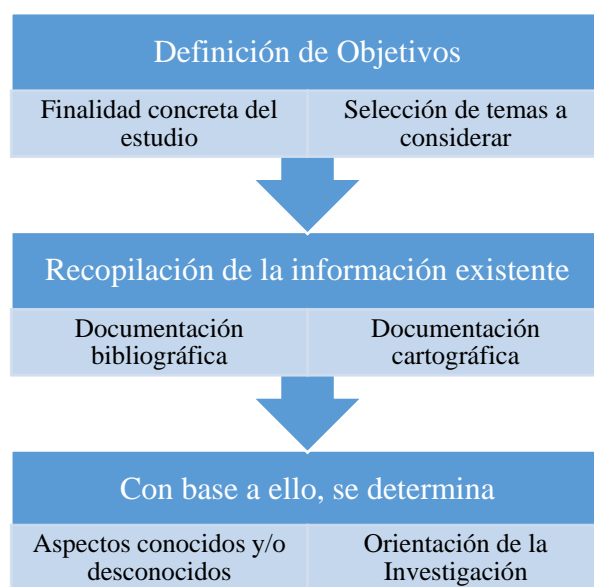 Definición de Objetivos
Finalidad concreta del
estudio
Selección de temas a
considerar
Recopilación de la información existente
Documentación
bibliográfica
Documentación
cartográfica
Con base a ello, se determina
Aspectos conocidos y/o
desconocidos
Orientación de la
Investigación